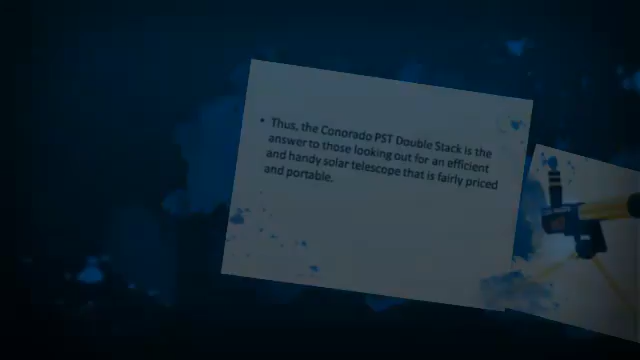 • Thus, the Conorado PST Double Stack is the
answer to those looking out for an efficient
and handy solar telescope that is fairly priced
and portable.